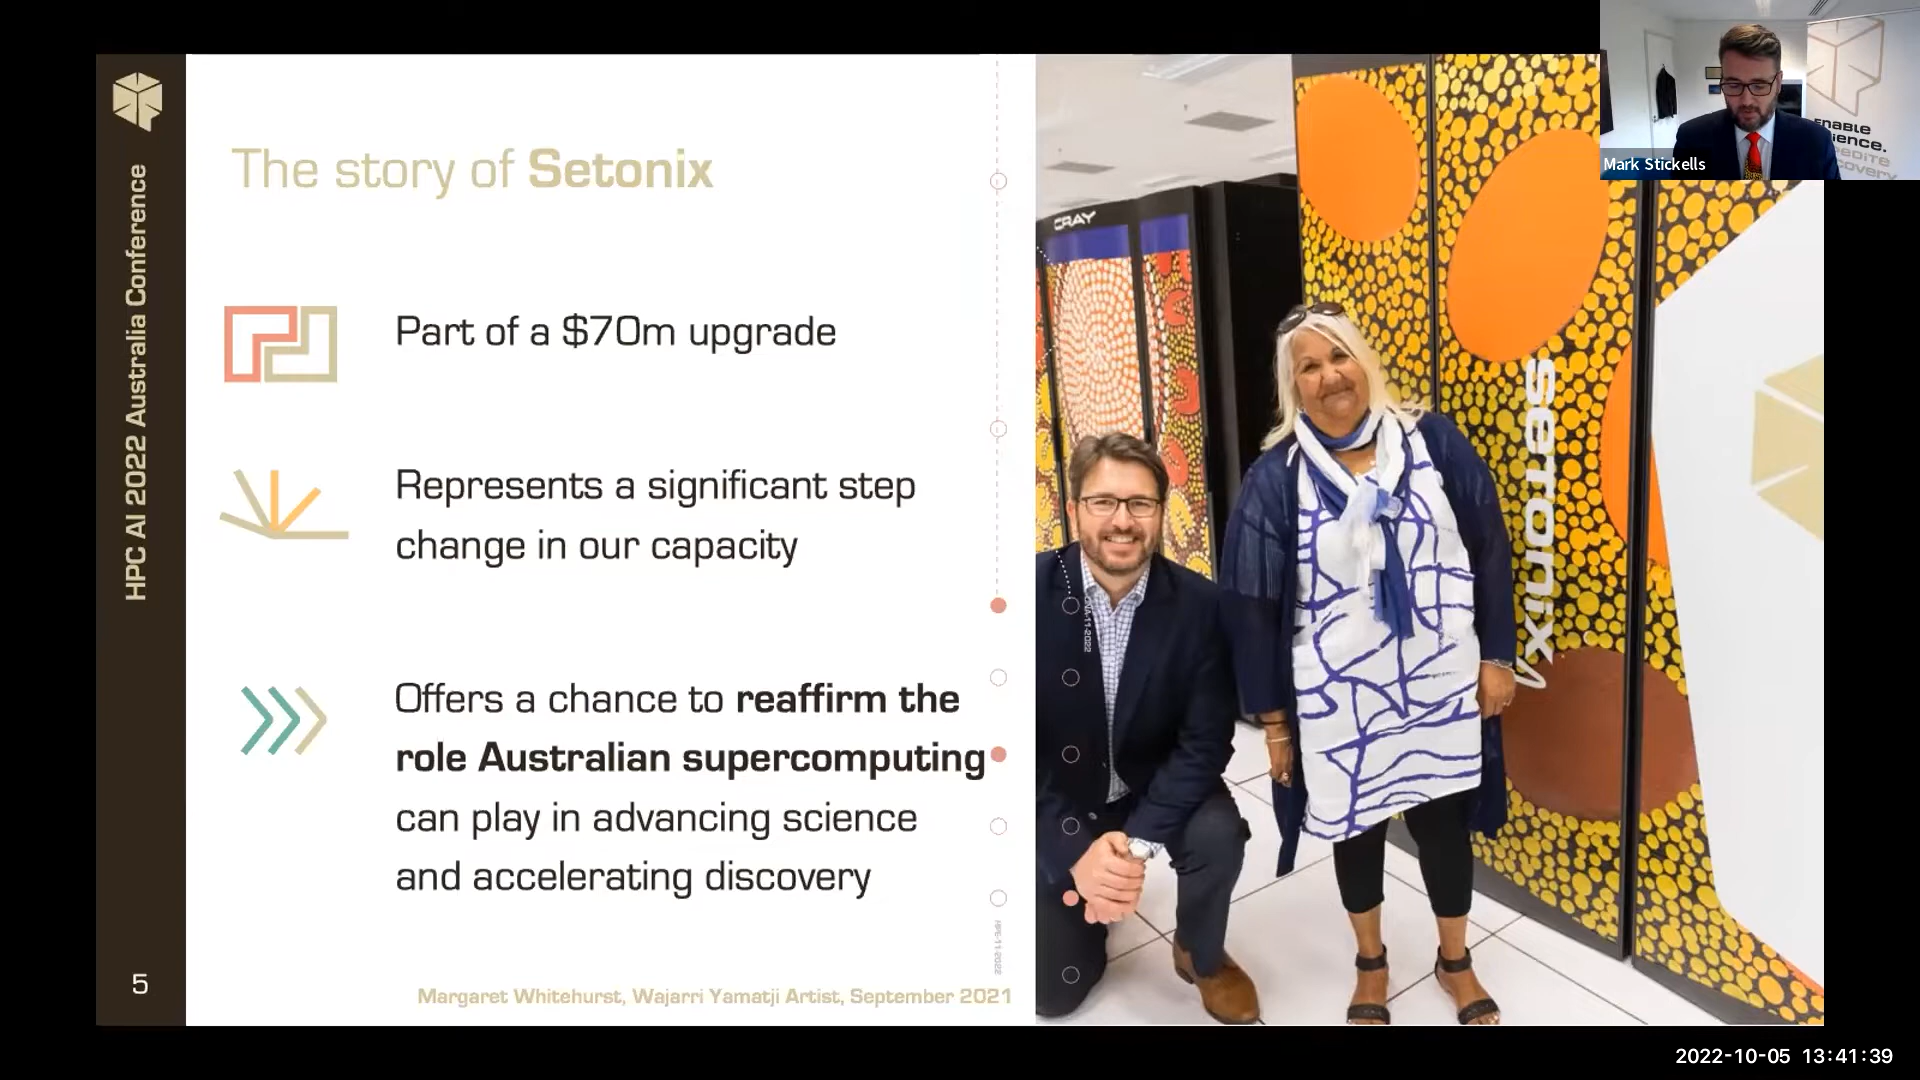 HPC AI 2022 Australia Conference
5
The story of Setonix
Part of a $70m upgrade
Represents a significant step
change in our capacity
Offers a chance to reaffirm the
role Australian supercomputing
can play in advancing science
and accelerating discovery
Margaret Whitehurst, Wajarri Yamatji Artist, September 2021
CRAY
setonix
Mark Stickells
2022-10-05 13:41:39